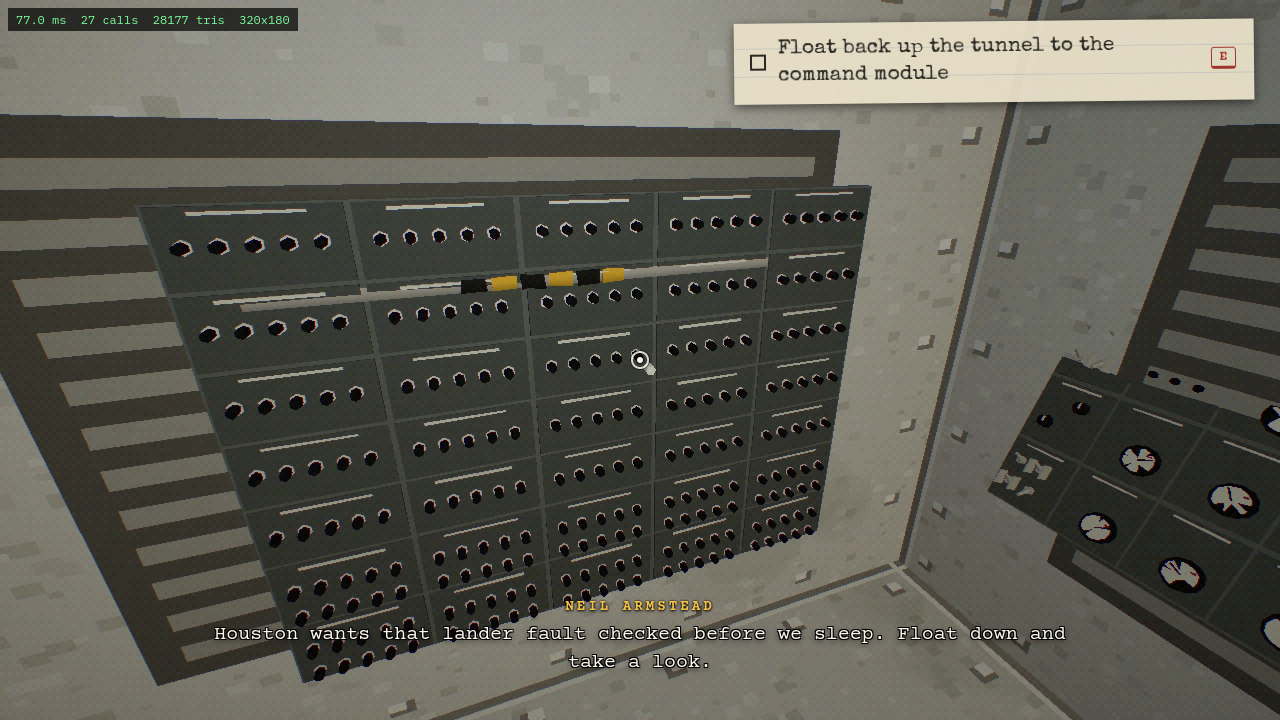 77.0 ms 27 calls 28177 tris 320x180
Float back up the tunnel to the
command module
E
NEIL ARMSTEAD
Houston wants that lander fault checked before we sleep. Float down and
take a look.